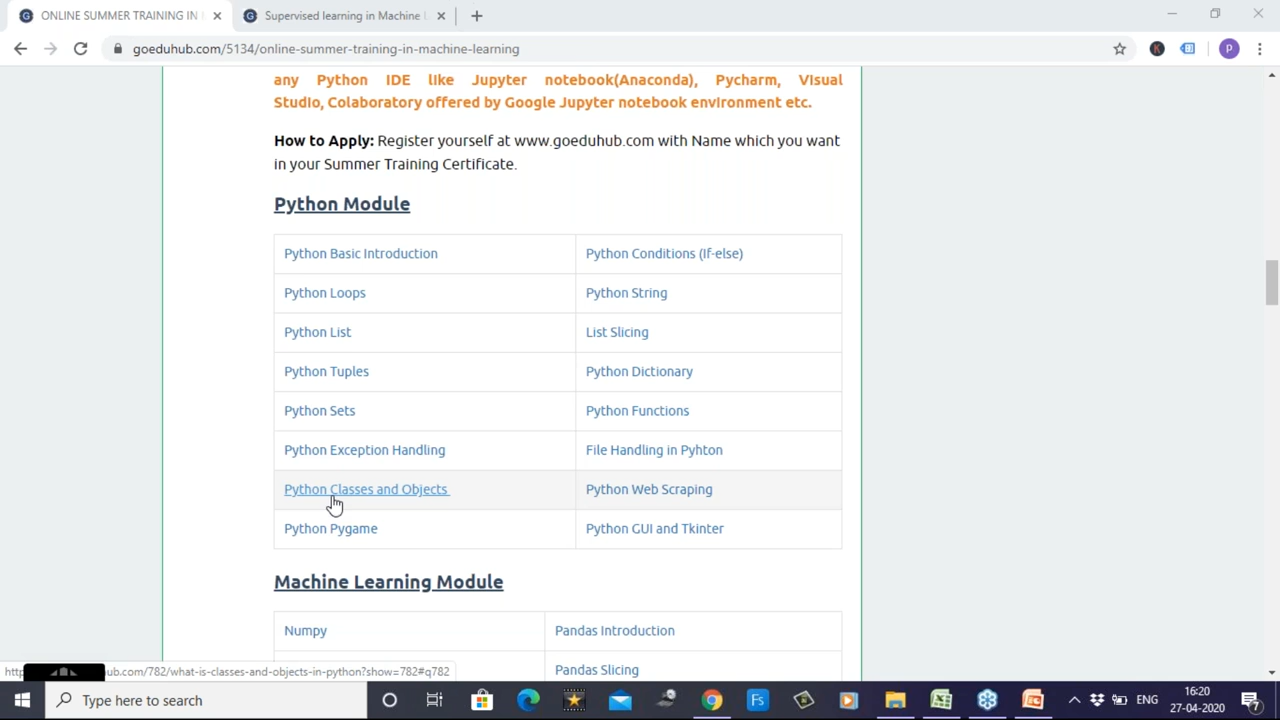 ONLINE SUMMER TRAINING IN
Supervised learning in Machine
goeduhub.com/5134/online-summer-training-in-machine-learning
P
any Python IDE like Jupyter notebook(Anaconda), Pycharm, Visual
Studio, Colaboratory offered by Google Jupyter notebook environment etc.
How to Apply: Register yourself at www.goeduhub.com with Name which you want
in your Summer Training Certificate.
Python Module
Python Basic Introduction
Python Conditions (If-else)
Python Loops
Python String
Python List
List Slicing
Python Tuples
Python Dictionary
Python Sets
Python Functions
Python Exception Handling
File Handling in Pyhton
Python Classes and Objects
Python Web Scraping
Python Pygame
Python GUI and Tkinter
Machine Learning Module
Numpy
Pandas Introduction
Pandas Slicing
ub.com/782/what-is-classes-and-objects-in-python?show=782#q782
Type here to search
Fs
ENG
16:20
27-04-2020
7